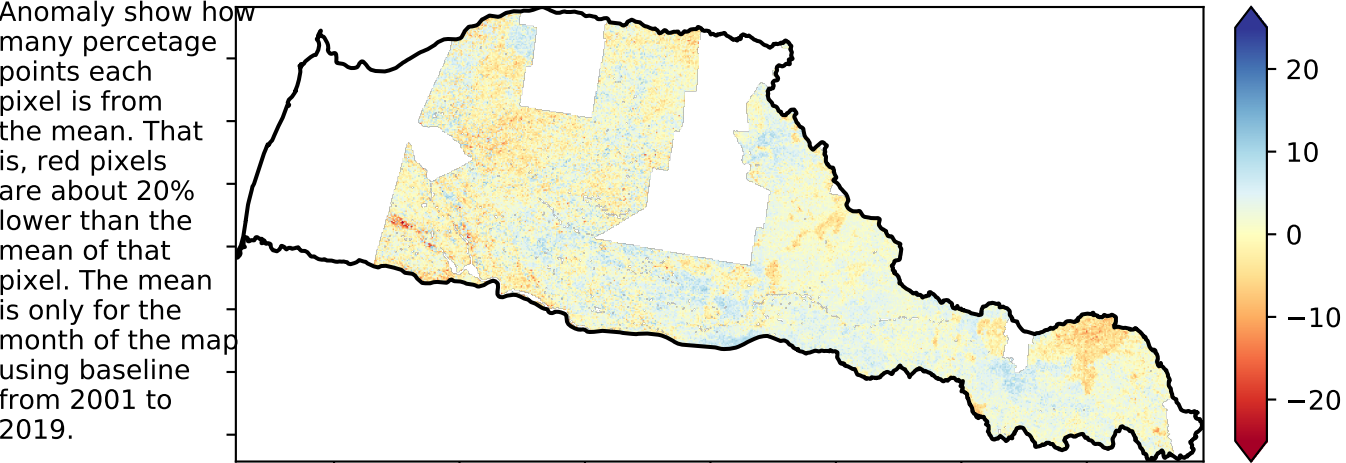 Anomaly show how
many percetage
points each
pixel is from
the mean. That
is, red pixels
are about 20%
lower than the
mean of that
pixel. The mean
is only for the
month of the map
using baseline
from 2001 to
2019.
20
10
0
−10
−20